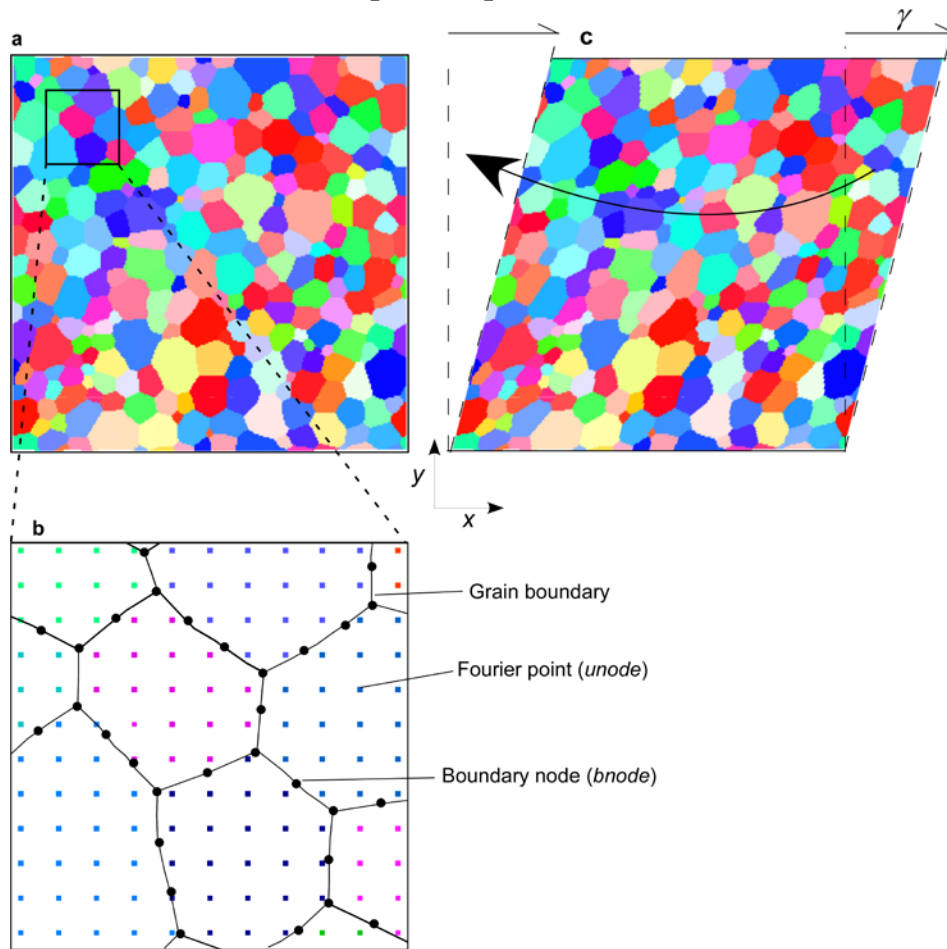 a
c
γ
y
x
b
Grain boundary
Fourier point (unode)
Boundary node (bnode)